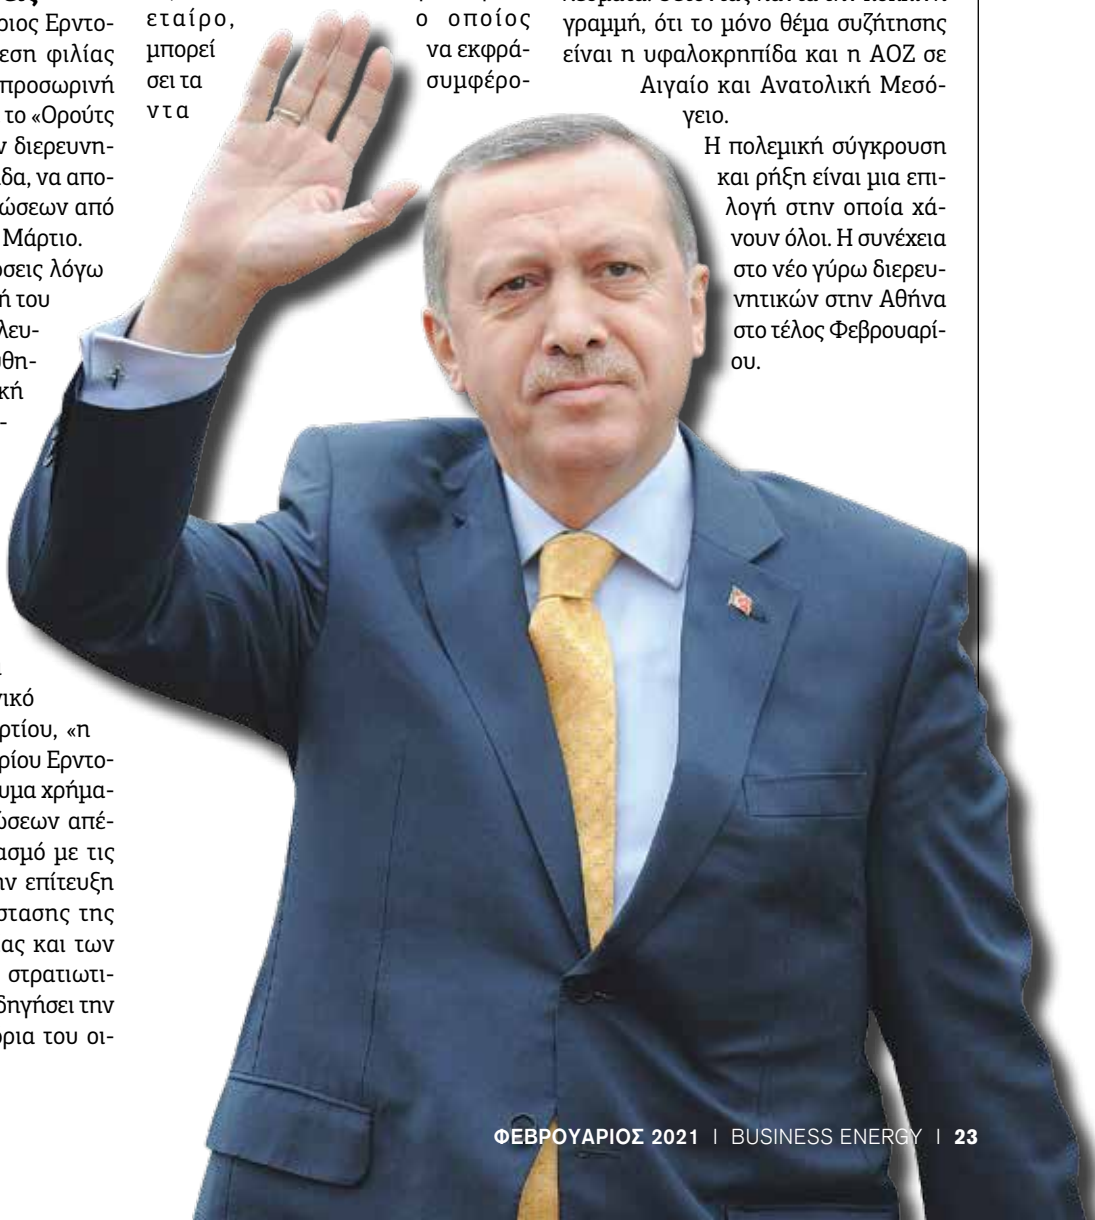 ριος Ερντο-
εση φιλίας
προσωρινή
το «Ορούτς
ν διερευνη-
δα, να απο-
ώσεων από
Μάρτιο.
σεις λόγω
ή του
λευ-
θη-
κή
-
ικό
ρτίου, «η
ρίου Ερντο-
υμα χρήμα-
ώσεων απέ-
ασμό με τις
ν επίτευξη
στασης της
ας και των
στρατιωτι-
δηγήσει την
ρια του οι-
εταίρο,
μπορεί
σει τα
ντα
ο οποίος
να εκφρά-
συμφέρο-
γραμμή, ότι το μόνο θέμα συζήτησης
είναι η υφαλοκρηπίδα και η ΑΟΖ σε
Αιγαίο και Ανατολική Μεσό-
γειο.
Η πολεμική σύγκρουση
και ρήξη είναι μια επι-
λογή στην οποία χά-
νουν όλοι. Η συνέχεια
στο νέο γύρω διερευ-
νητικών στην Αθήνα
στο τέλος Φεβρουαρί-
ου.
ΦΕΒΡΟΥΑΡΙΟΣ 2021 | BUSINESS ENERGY | 23